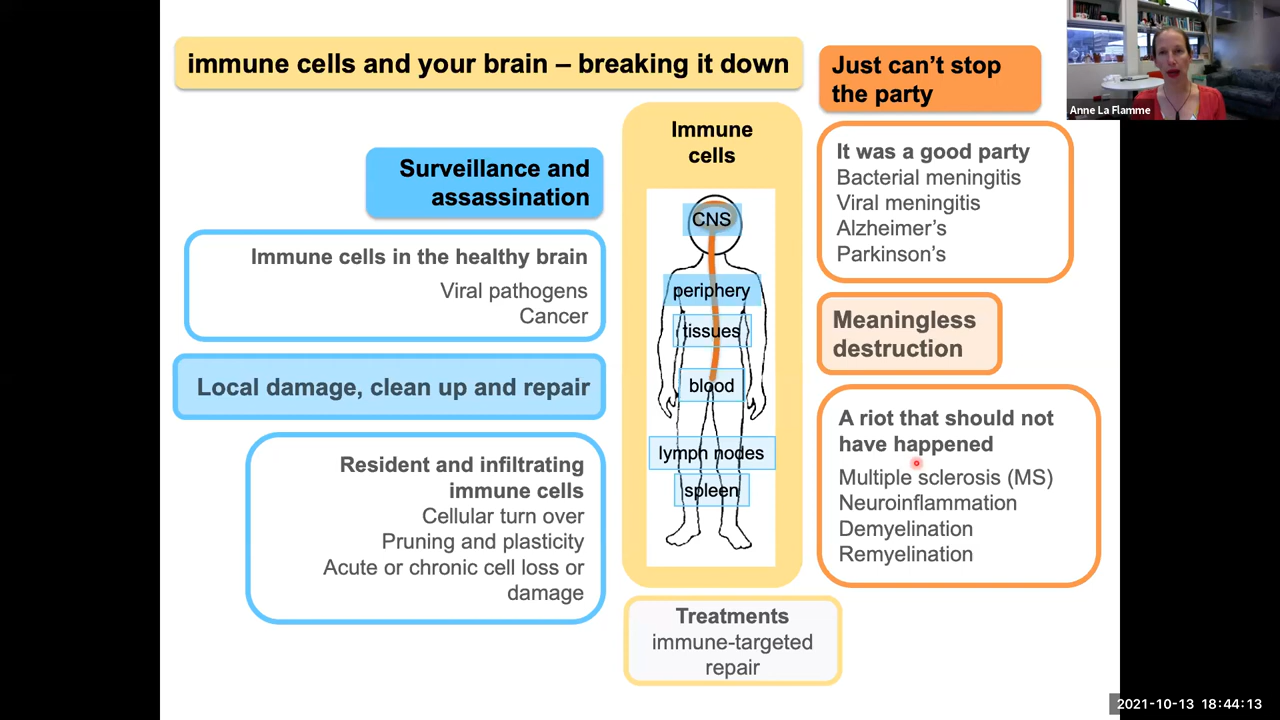 immune cells and your brain – breaking it down
Surveillance and
assassination
Immune cells in the healthy brain
Viral pathogens
Cancer
Local damage, clean up and repair
Resident and infiltrating
immune cells
Cellular turn over
Pruning and plasticity
Acute or chronic cell loss or
damage
Immune
cells
CNS
periphery
tissues
blood
lymph nodes
spleen
Treatments
immune-targeted
repair
Just can’t stop
the party
It was a good party
Bacterial meningitis
Viral meningitis
Alzheimer’s
Parkinson’s
Meaningless
destruction
A riot that should not
have happened
Multiple sclerosis (MS)
Neuroinflammation
Demyelination
Remyelination
Anne La Flamme
2021-10-13 18:44:13